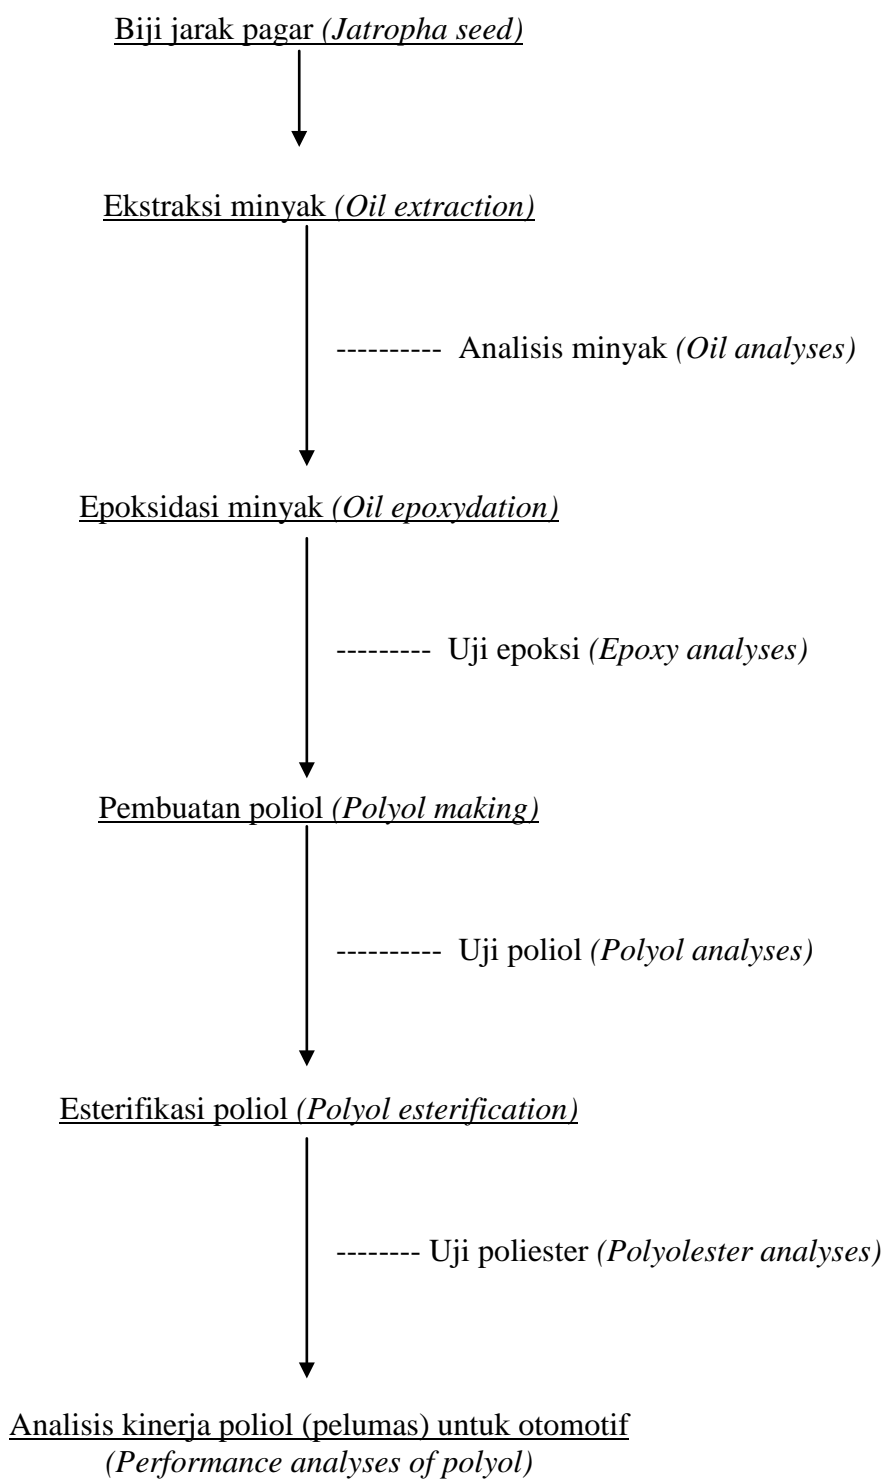 Biji jarak pagar (Jatropha seed)
Ekstraksi minyak (Oil extraction)
---------- Analisis minyak (Oil analyses)
Epoksidasi minyak (Oil epoxydation)
--------- Uji epoksi (Epoxy analyses)
Pembuatan poliol (Polyol making)
---------- Uji poliol (Polyol analyses)
Esterifikasi poliol (Polyol esterification)
-------- Uji poliester (Polyolester analyses)
Analisis kinerja poliol (pelumas) untuk otomotif
(Performance analyses of polyol)